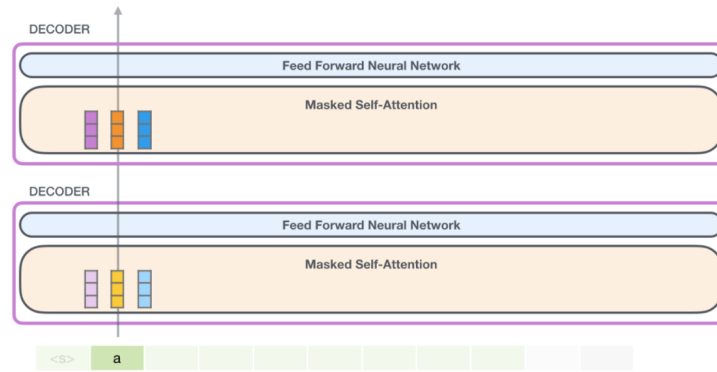 DECODER
Feed Forward Neural Network
Masked Self-Attention
DECODER
Feed Forward Neural Network
Masked Self-Attention
<s> a